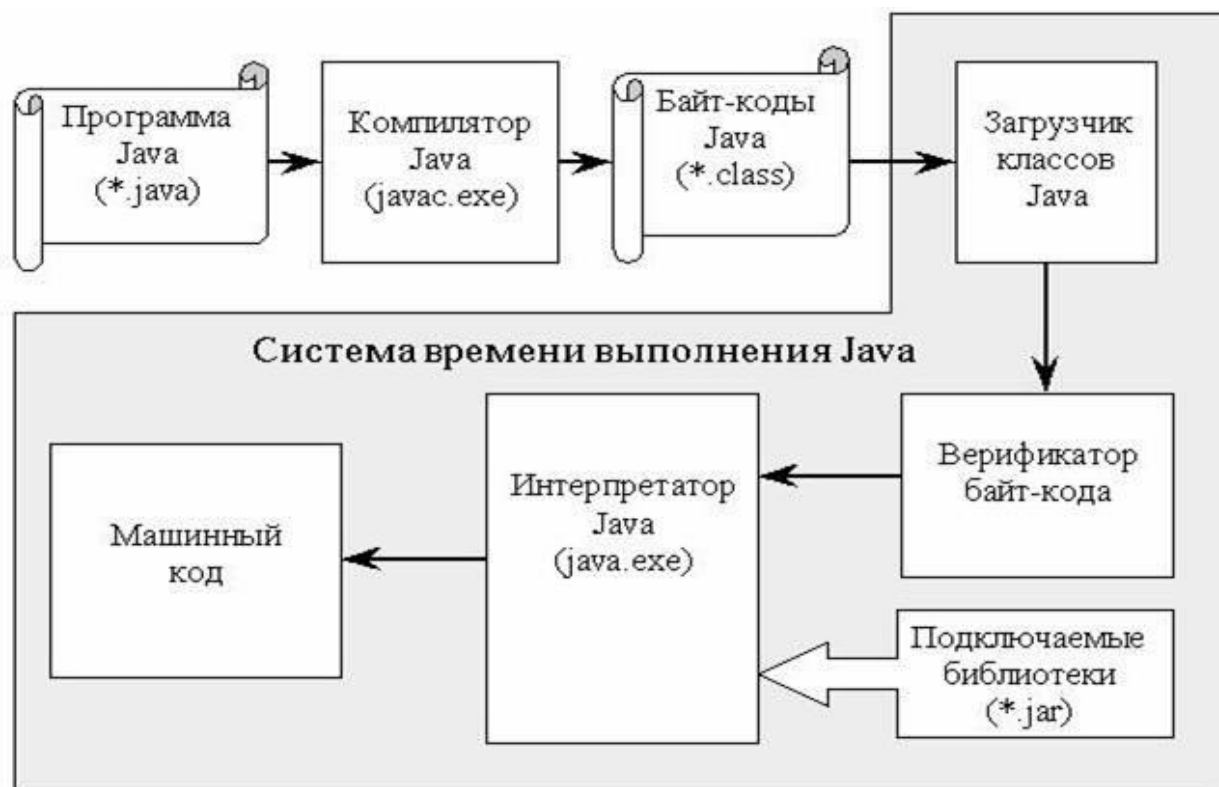 Программа
Java
(*.java)
Компилятор
Java
(javac.exe)
Байт-коды
Java
(*.class)
Загрузчик
классов
Java
Система времени выполнения Java
Верификатор
байт-кода
Интерпретатор
Java
(java.exe)
Машинный
код
Подключаемые
библиотеки
(*.jar)